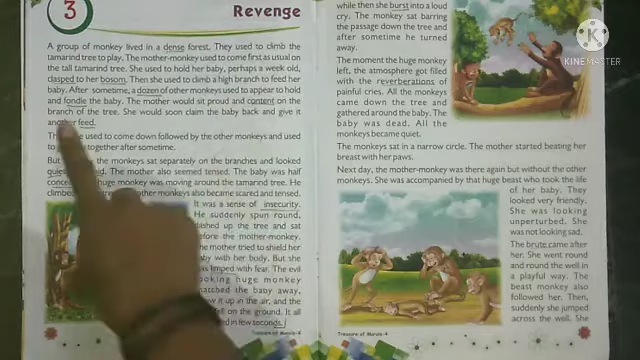 3
Revenge
A group of monkey lived in a dense forest. They used to climb the
tamarind tree to play. The mother-monkey used to come first as usual on
the tall tamarind tree. She used to hold her baby, perhaps a week old,
clasped to her bosom. Then she used to climb a high branch to feed her
baby. After sometime, a dozen of other monkeys used to appear to hold
and fondle the baby. The mother would sit proud and content on the
branch of the tree. She would soon claim the baby back and give it
another feed.
used to come down followed by the other monkeys and used
to together after sometime.
But the monkeys sat separately on the branches and looked
The mother also seemed tensed. The baby was half
huge monkey was moving around the tamarind tree. He
monkeys also became scared and tensed.
It was a sense of insecurity.
He suddenly spun round,
up the tree and sat
before the mother-monkey.
The mother tried to shield her
baby with her body. But she
was limped with fear. The evil
looking huge monkey
snatched the baby away,
threw it up in the air, and the
fell on the ground. It all
in few seconds.
Treasure of Morals-4
while then she burst into a loud
cry. The monkey sat barring
the passage down the tree and
after sometime he turned
away.
The moment the huge monkey
left, the atmosphere got filled
with the reverberations of
painful cries. All the monkeys
came down the tree and
gathered around the baby. The
baby was dead. All the
monkeys became quiet.
The monkeys sat in a narrow circle. The mother started beating her
breast with her paws.
Next day, the mother-monkey was there again but without the other
monkeys. She was accompanied by that huge beast who took the life
of her baby. They
looked very friendly.
She was looking
unperturbed. She
was not looking sad.
The brute came after
her. She went round
and round the well in
a playful way. The
beast monkey also
followed her. Then,
suddenly she jumped
across the well. She
Treasure of Morals-4
KINEMASTER